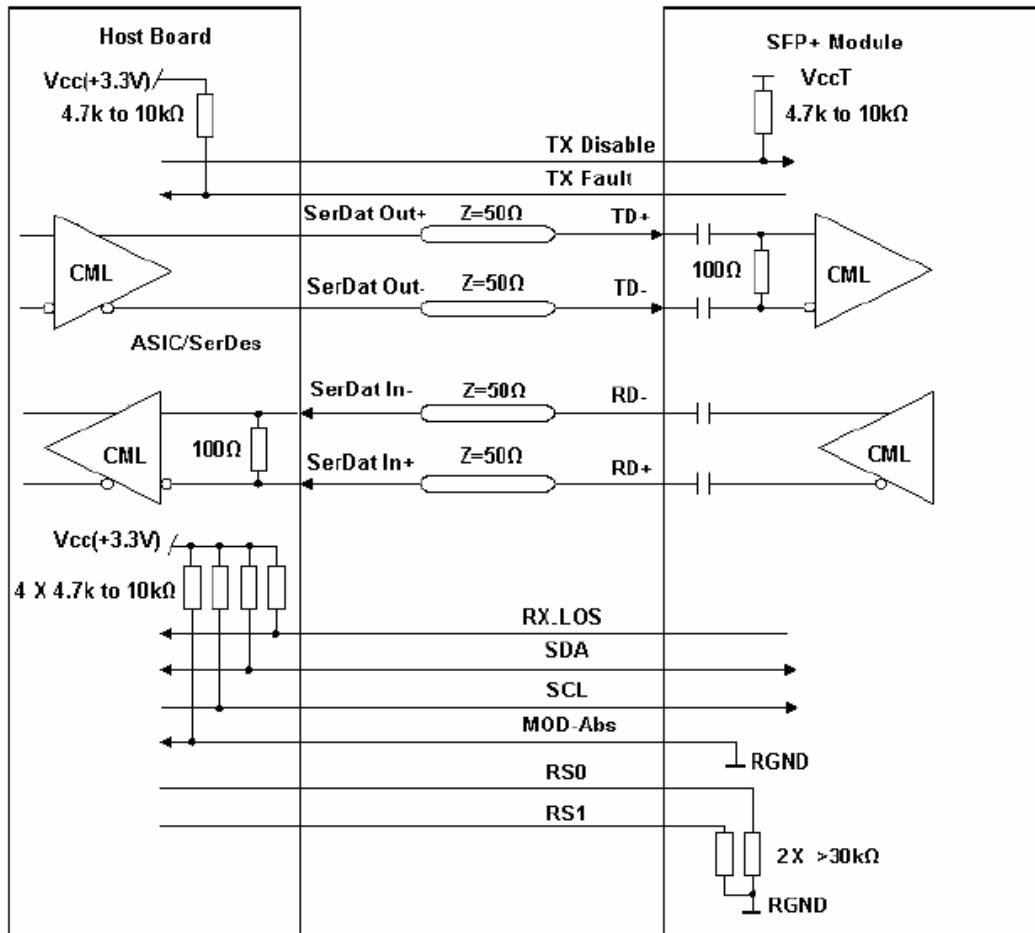 Host Board
SFP+ Module
Vcc(+3.3V)
4.7k to 10kΩ
VccT
4.7k to 10kΩ
TX Disable
TX Fault
SerDat Out+
Z=50Ω
TD+
CML
100Ω
CML
SerDat Out-
Z=50Ω
TD-
ASIC/SerDes
SerDat In-
Z=50Ω
RD-
CML
100Ω
SerDat In+
Z=50Ω
RD+
CML
Vcc(+3.3V)
4 X 4.7k to 10kΩ
RX_LOS
SDA
SCL
MOD-Abs
RGND
RS0
RS1
2X >30kΩ
RGND